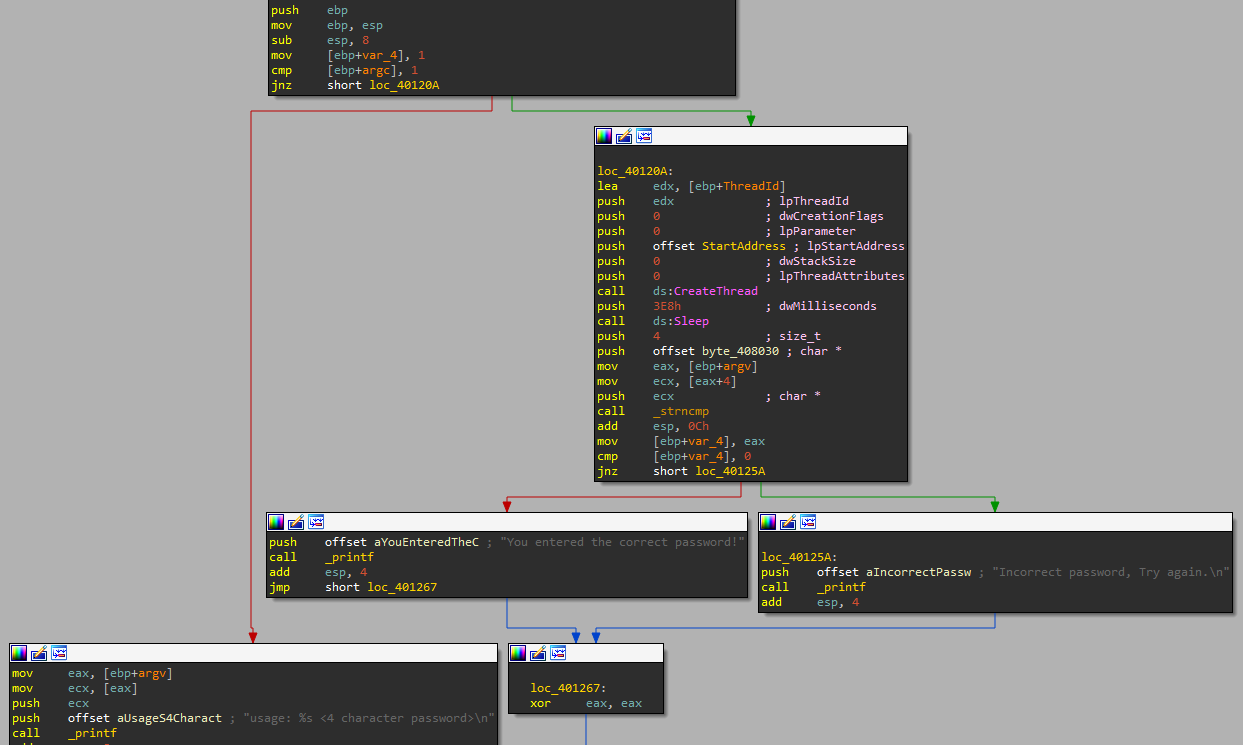 push ebp
mov ebp, esp
sub esp, 8
mov [ebp+var_4], 1
cmp [ebp+argc], 1
jnz short loc_40120A
loc_40120A:
lea edx, [ebp+ThreadId]
push edx ; lpThreadId
push 0 ; dwCreationFlags
push 0 ; lpParameter
push offset StartAddress ; lpStartAddress
push 0 ; dwStackSize
push 0 ; lpThreadAttributes
call ds:CreateThread
push 3E8h ; dwMilliseconds
call ds:Sleep
push 4 ; size_t
push offset byte_408030 ; char *
mov eax, [ebp+argv]
mov ecx, [eax+4]
push ecx ; char *
call _strncmp
add esp, 0Ch
mov [ebp+var_4], eax
cmp [ebp+var_4], 0
jnz short loc_40125A
push offset aYouEnteredTheC ; "You entered the correct password!"
call _printf
add esp, 4
jmp short loc_401267
loc_40125A:
push offset aIncorrectPassw ; "Incorrect password, Try again.\n"
call _printf
add esp, 4
mov eax, [ebp+argv]
mov ecx, [eax]
push ecx
push offset aUsageS4Charact ; "usage: %s <4 character password>\n"
call _printf
loc_401267:
xor eax, eax